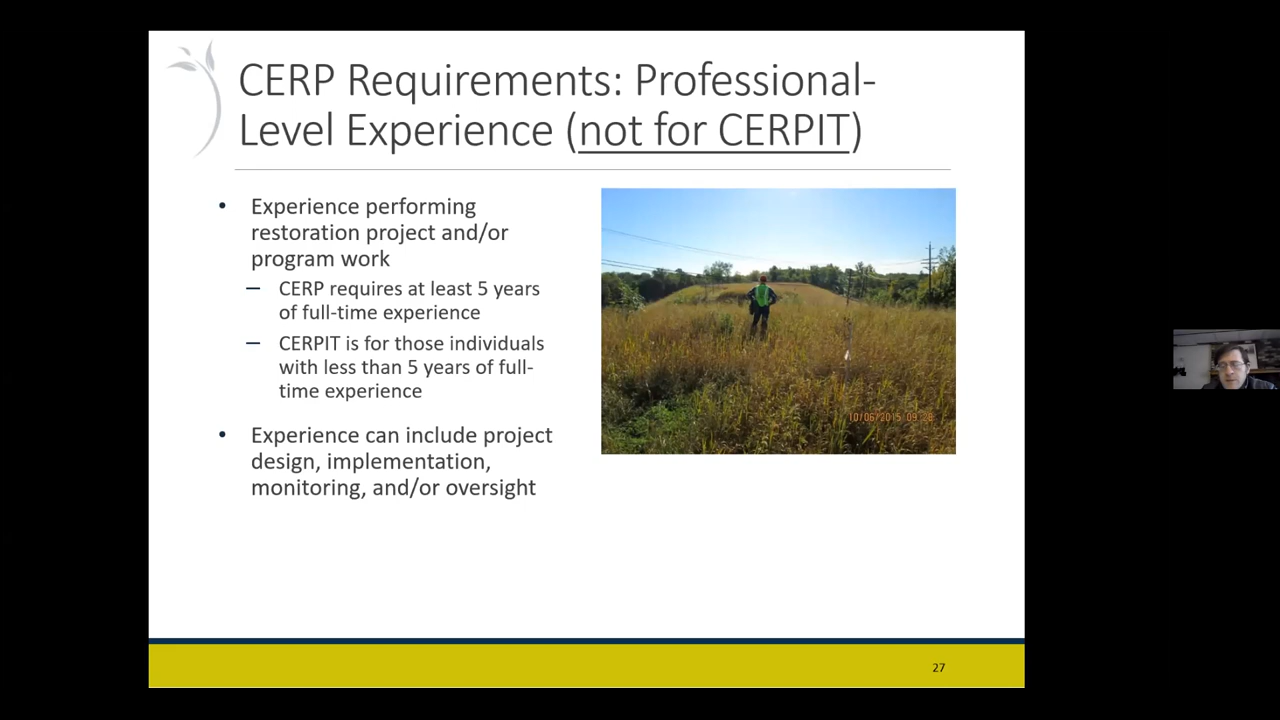 CERP Requirements: Professional-
Level Experience (not for CERPIT)
• Experience performing
restoration project and/or
program work
– CERP requires at least 5 years
of full-time experience
– CERPIT is for those individuals
with less than 5 years of full-
time experience
• Experience can include project
design, implementation,
monitoring, and/or oversight
10/06/2015 09:28
27